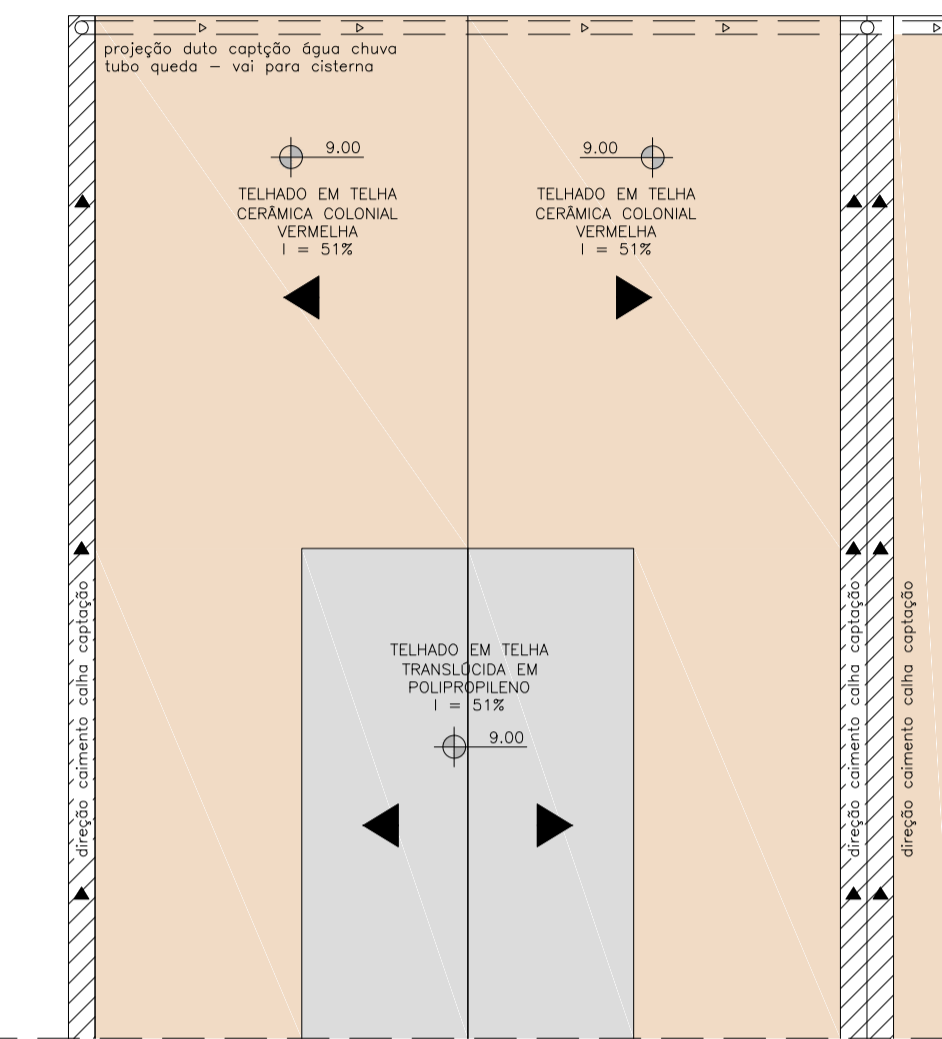 projeção duto captção água chuva
tubo queda – vai para cisterna
9.00
TELHADO EM TELHA
CERÂMICA COLONIAL
VERMELHA
I = 51%
9.00
TELHADO EM TELHA
CERÂMICA COLONIAL
VERMELHA
I = 51%
TELHADO EM TELHA
TRANSLÚCIDA EM
POLIPROPILENO
I = 51%
9.00
direção caimento calha captação
direção caimento calha captação
direção caimento calha captação